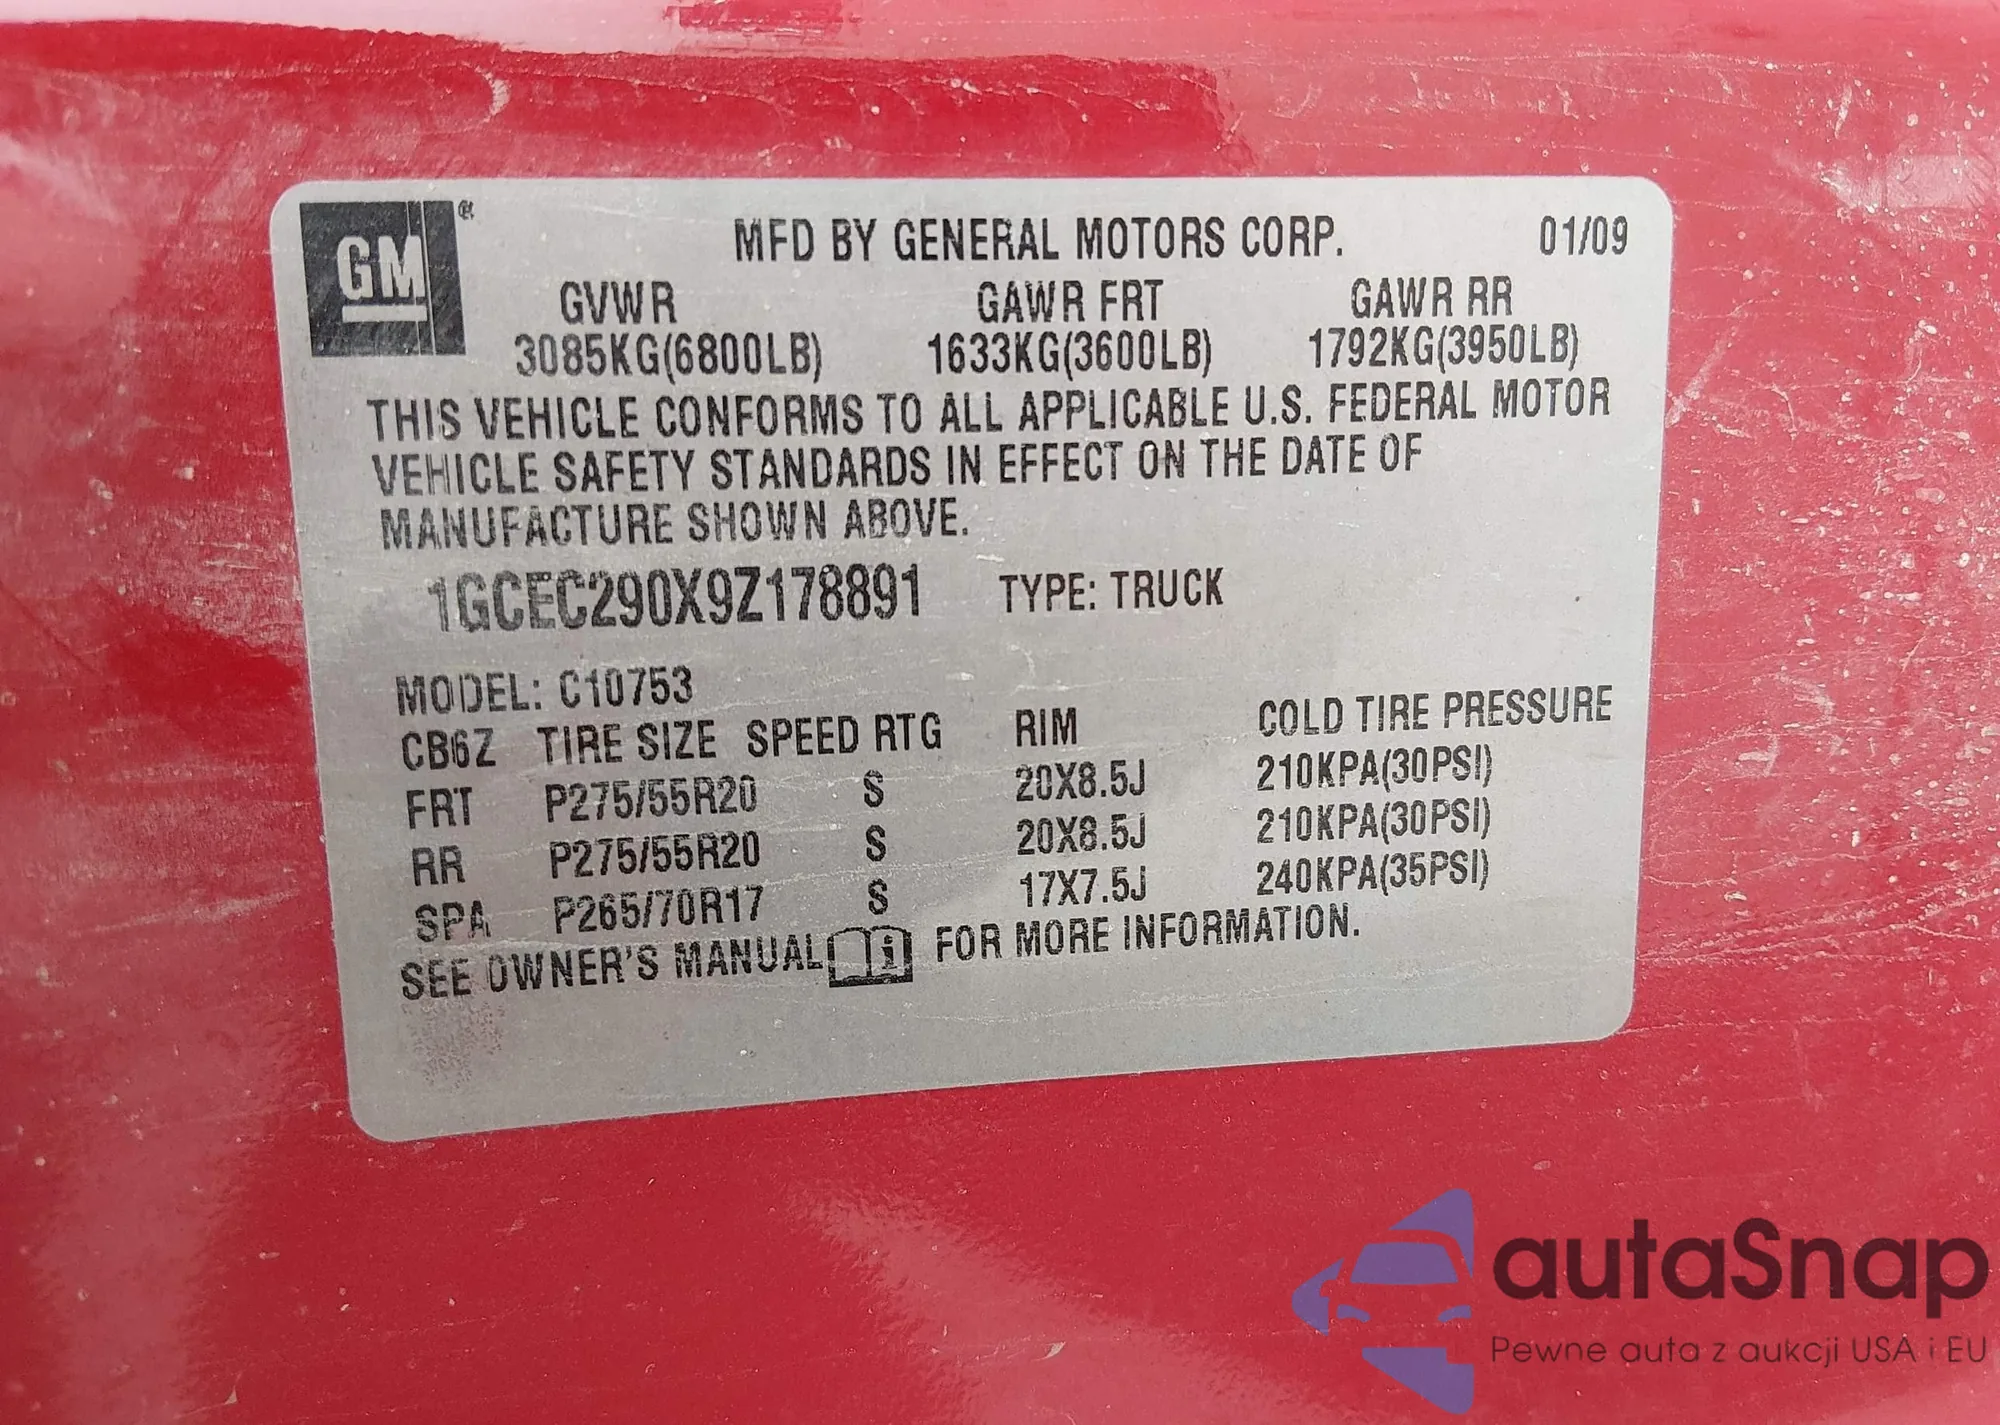 GM®
MFD BY GENERAL MOTORS CORP. 01/09
GVWR GAWR FRT GAWR RR
3085KG(6800LB) 1633KG(3600LB) 1792KG(3950LB)
THIS VEHICLE CONFORMS TO ALL APPLICABLE U.S. FEDERAL MOTOR
VEHICLE SAFETY STANDARDS IN EFFECT ON THE DATE OF
MANUFACTURE SHOWN ABOVE.
1GCEC290X9Z178891 TYPE: TRUCK
MODEL: C10753
CB6Z TIRE SIZE SPEED RTG RIM COLD TIRE PRESSURE
FRT P275/55R20 S 20X8.5J 210KPA(30PSI)
RR P275/55R20 S 20X8.5J 210KPA(30PSI)
SPA P265/70R17 S 17X7.5J 240KPA(35PSI)
SEE OWNER'S MANUAL i FOR MORE INFORMATION.
autaSnap
Pewne auta z aukcji USA i EU